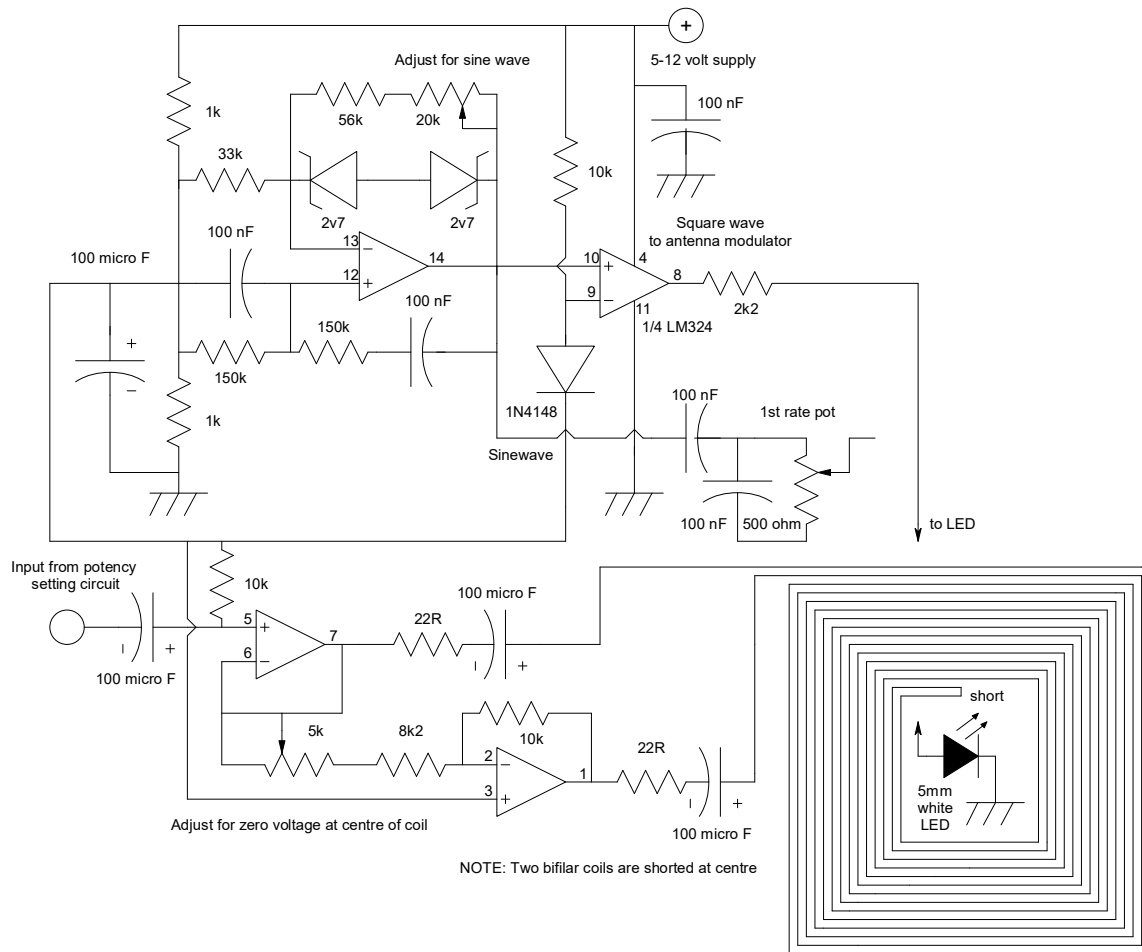 +
5-12 volt supply
Adjust for sine wave
100 nF
1k
56k
20k
33k
10k
2v7
2v7
Square wave
to antenna modulator
100 nF
13
−
14
10
+
4
8
100 micro F
12
+
9
−
2k2
11
100 nF
1/4 LM324
150k
+
150k
−
1N4148
100 nF
1st rate pot
1k
Sinewave
100 nF
500 ohm
to LED
Input from potency
setting circuit
10k
100 micro F
5
+
7
22R
6
−
−
+
−
+
100 micro F
short
5k
8k2
10k
22R
2
−
1
3
+
−
+
5mm
white
LED
Adjust for zero voltage at centre of coil
100 micro F
NOTE: Two bifilar coils are shorted at centre